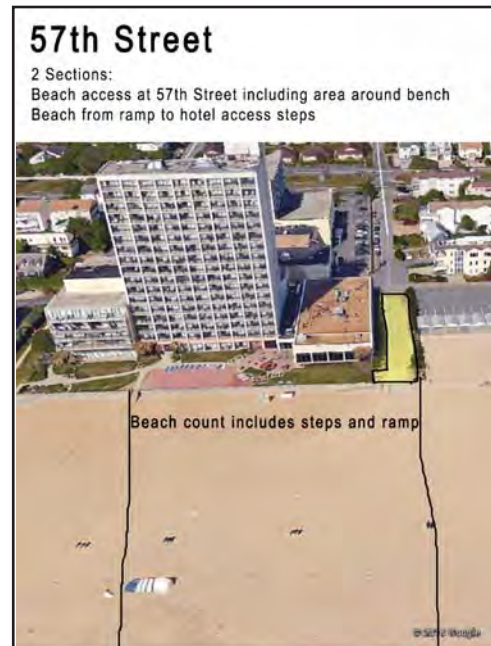 57th Street
2 Sections:
Beach access at 57th Street including area around bench
Beach from ramp to hotel access steps
Beach count includes steps and ramp
Google